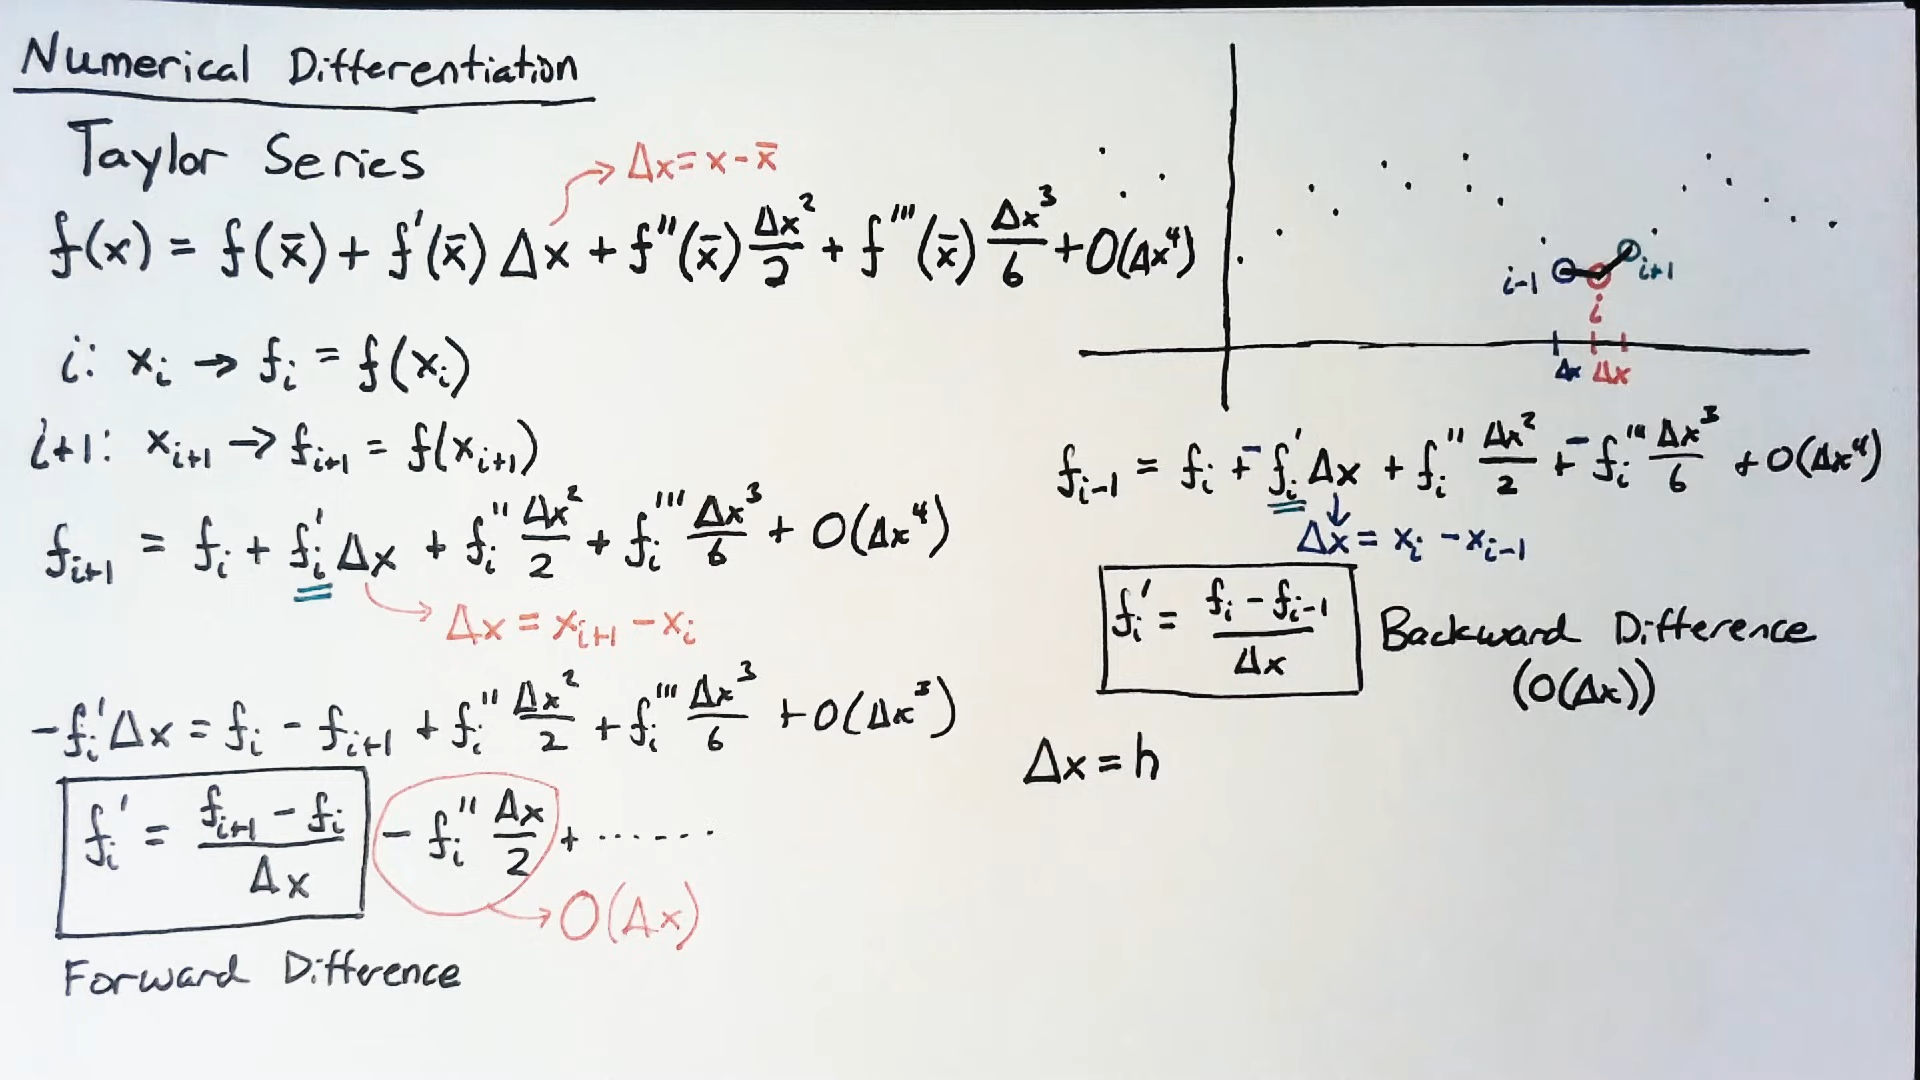 Numerical Differentiation
Taylor Series
Δx = x - x̄
f(x) = f(x̄) + f'(x̄) Δx + f''(x̄) Δx²/2 + f'''(x̄) Δx³/6 + O(Δx⁴)
i: xᵢ → fᵢ = f(xᵢ)
i+1: xᵢ₊₁ → fᵢ₊₁ = f(xᵢ₊₁)
fᵢ₊₁ = fᵢ + fᵢ' Δx + fᵢ'' Δx²/2 + fᵢ''' Δx³/6 + O(Δx⁴)
Δx = xᵢ₊₁ - xᵢ
-fᵢ'Δx = fᵢ - fᵢ₊₁ + fᵢ'' Δx²/2 + fᵢ''' Δx³/6 + O(Δx³)
fᵢ' = (fᵢ₊₁ - fᵢ)/Δx - fᵢ'' Δx/2 + ......
O(Δx)
Forward Difference
i-1
i
i+1
Δx Δx
fᵢ₋₁ = fᵢ + - fᵢ' Δx + fᵢ'' Δx²/2 + - fᵢ''' Δx³/6 + O(Δx⁴)
Δx = xᵢ - xᵢ₋₁
fᵢ' = (fᵢ - fᵢ₋₁)/Δx Backward Difference
(O(Δx))
Δx = h